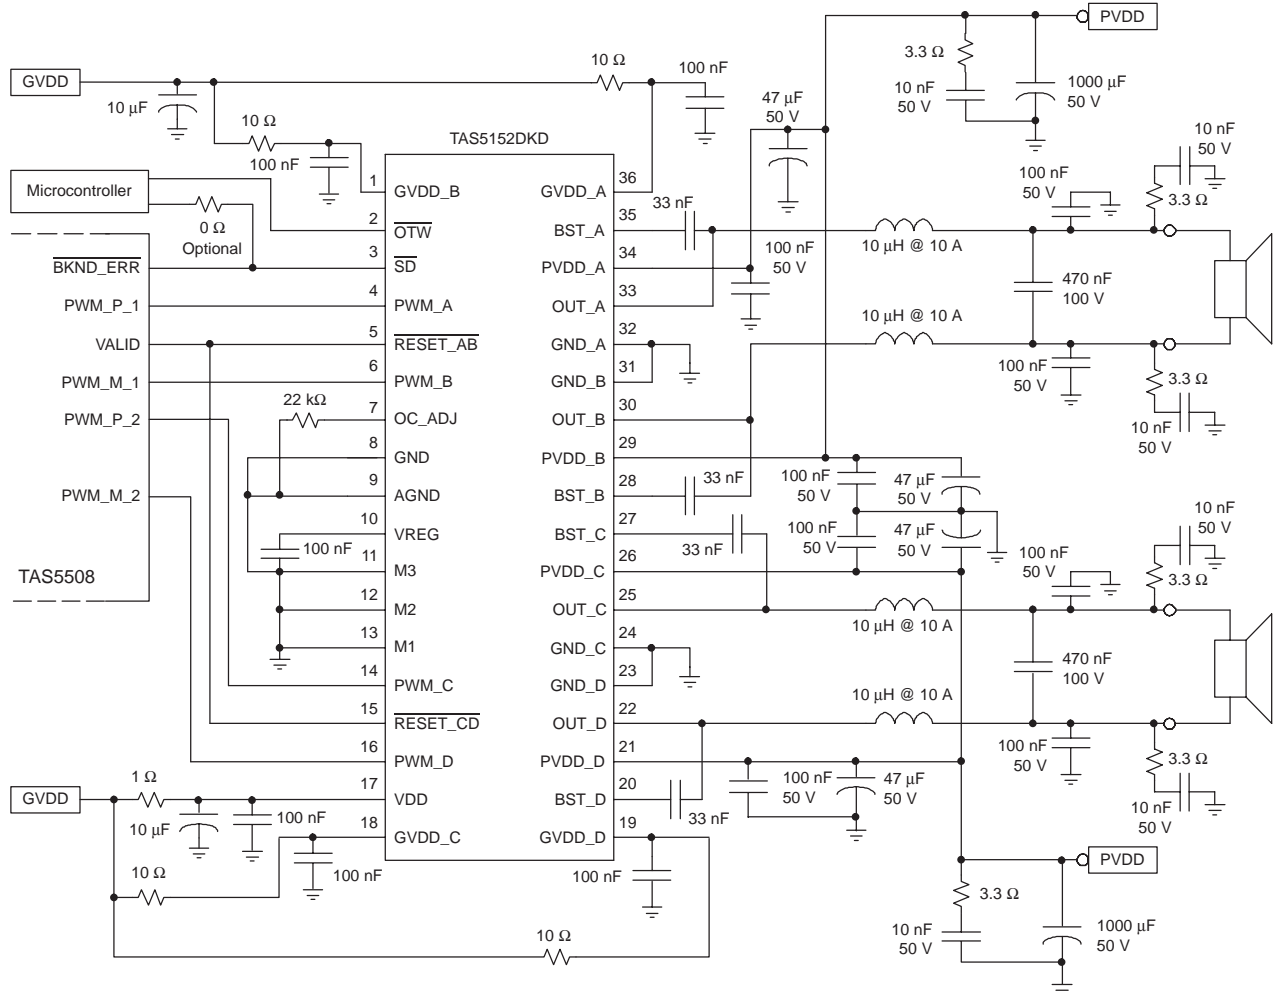 PVDD
3.3 Ω
10 nF
50 V
1000 µF
50 V
GVDD
10 µF
10 Ω
100 nF
10 Ω
100 nF
47 µF
50 V
TAS5152DKD
Microcontroller
0 Ω
Optional
BKND_ERR
PWM_P_1
VALID
PWM_M_1
PWM_P_2
PWM_M_2
TAS5508
22 kΩ
100 nF
1 GVDD_B
2 OTW
3 SD
4 PWM_A
5 RESET_AB
6 PWM_B
7 OC_ADJ
8 GND
9 AGND
10 VREG
11 M3
12 M2
13 M1
14 PWM_C
15 RESET_CD
16 PWM_D
17 VDD
18 GVDD_C
GVDD_A 36
BST_A 35
PVDD_A 34
OUT_A 33
GND_A 32
GND_B 31
OUT_B 30
PVDD_B 29
BST_B 28
BST_C 27
PVDD_C 26
OUT_C 25
GND_C 24
GND_D 23
OUT_D 22
PVDD_D 21
BST_D 20
GVDD_D 19
33 nF
100 nF
50 V
10 µH @ 10 A
10 µH @ 10 A
100 nF
50 V
10 nF
50 V
3.3 Ω
470 nF
100 V
100 nF
50 V
3.3 Ω
10 nF
50 V
33 nF
33 nF
100 nF
50 V
47 µF
50 V
100 nF
50 V
47 µF
50 V
10 µH @ 10 A
10 µH @ 10 A
100 nF
50 V
10 nF
50 V
3.3 Ω
470 nF
100 V
100 nF
50 V
3.3 Ω
10 nF
50 V
GVDD
1 Ω
10 µF
100 nF
10 Ω
100 nF
10 Ω
100 nF
33 nF
100 nF
50 V
47 µF
50 V
PVDD
3.3 Ω
10 nF
50 V
1000 µF
50 V